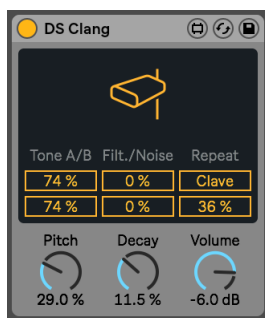 DS Clang
Tone A/B Filt./Noise Repeat
74 % 0 % Clave
74 % 0 % 36 %
Pitch Decay Volume
29.0 % 11.5 % -6.0 dB